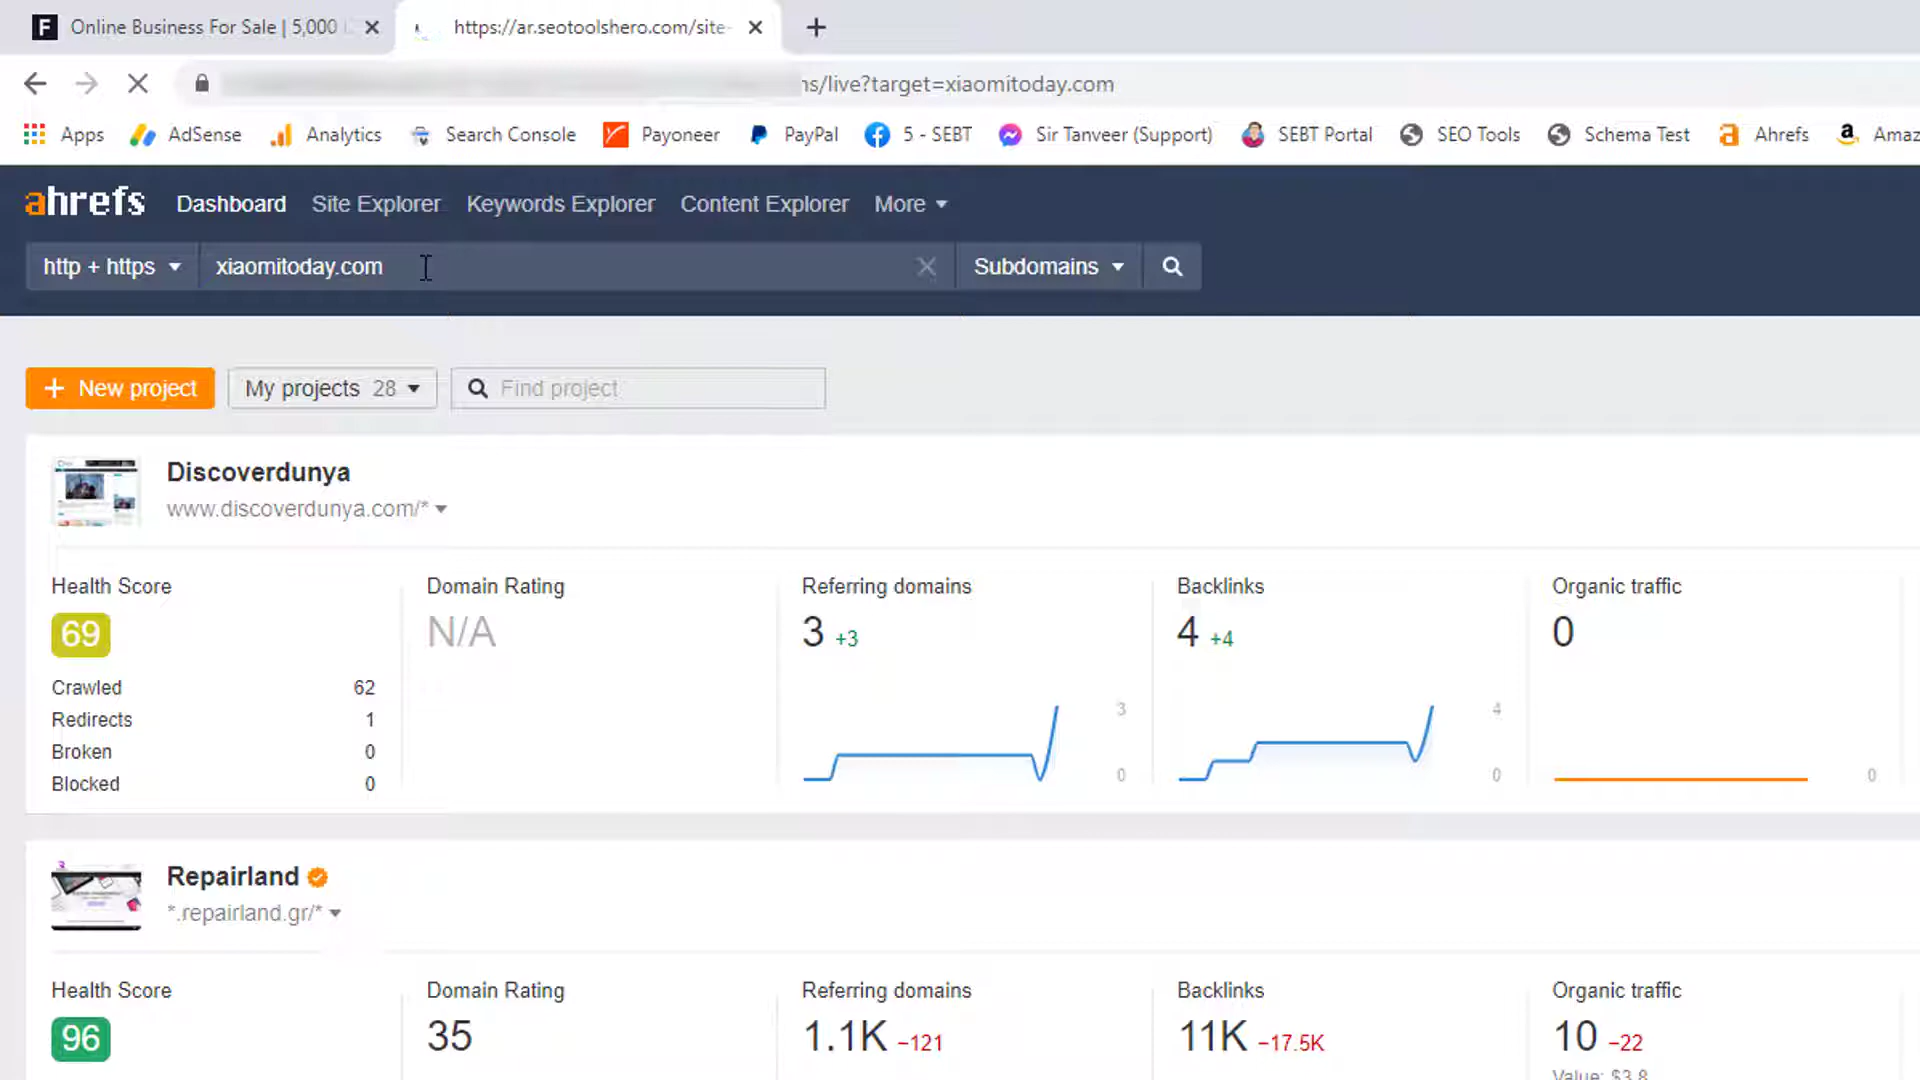 F Online Business For Sale | 5,000
https://ar.seotoolshero.com/site-
ns/live?target=xiaomitoday.com
Apps AdSense Analytics Search Console Payoneer PayPal 5 - SEBT Sir Tanveer (Support) SEBT Portal SEO Tools Schema Test Ahrefs Amaz
ahrefs Dashboard Site Explorer Keywords Explorer Content Explorer More
http + https xiaomitoday.com Subdomains
New project My projects 28 Find project
Discoverdunya
www.discoverdunya.com/*
Health Score Domain Rating Referring domains Backlinks Organic traffic
69 N/A 3 +3 4 +4 0
Crawled 62
Redirects 1
Broken 0
Blocked 0
3 4
0 0 0
Repairland
*.repairland.gr/*
Health Score Domain Rating Referring domains Backlinks Organic traffic
96 35 1.1K −121 11K −17.5K 10 −22
Value: $3.8